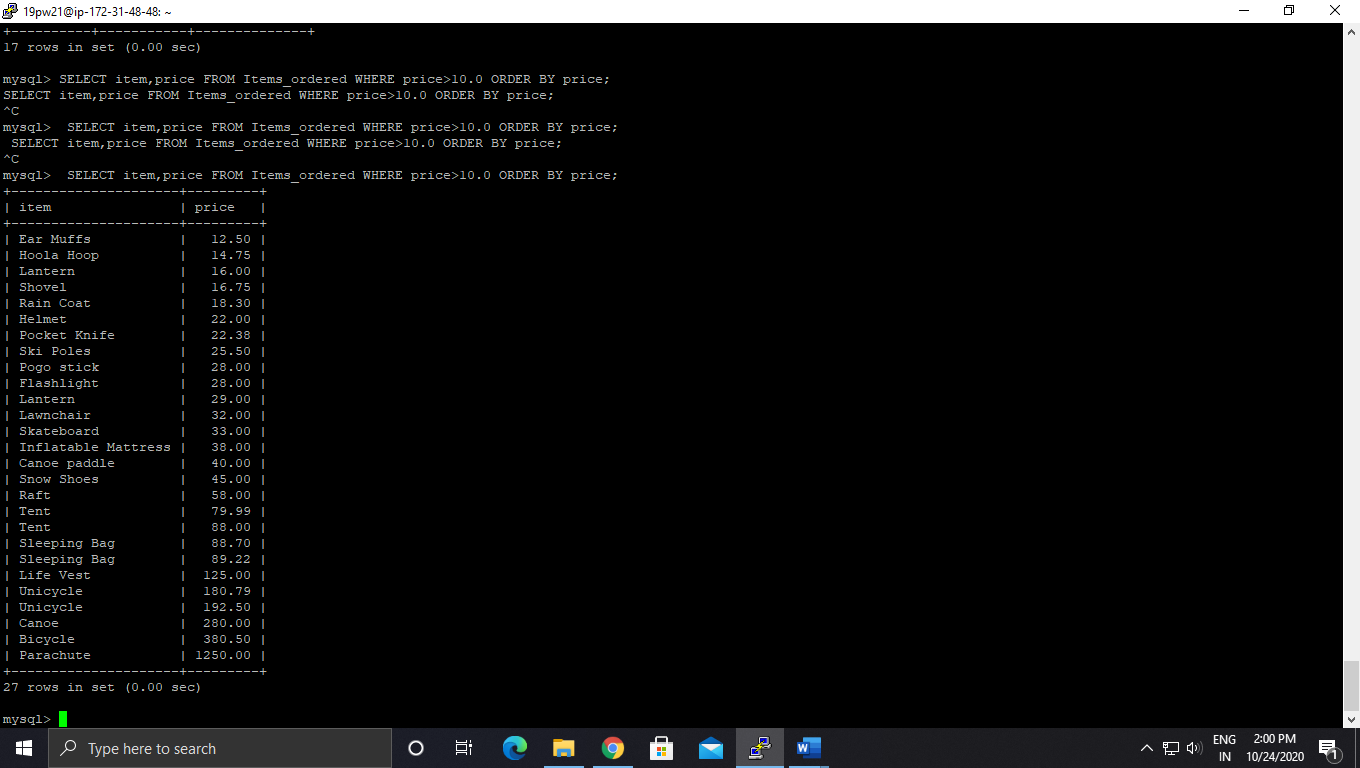 19pw21@ip-172-31-48-48: ~
+----------+-----------+--------------+
17 rows in set (0.00 sec)
mysql> SELECT item,price FROM Items_ordered WHERE price>10.0 ORDER BY price;
SELECT item,price FROM Items_ordered WHERE price>10.0 ORDER BY price;
^C
mysql>  SELECT item,price FROM Items_ordered WHERE price>10.0 ORDER BY price;
 SELECT item,price FROM Items_ordered WHERE price>10.0 ORDER BY price;
^C
mysql>  SELECT item,price FROM Items_ordered WHERE price>10.0 ORDER BY price;
+---------------------+---------+
| item                | price   |
+---------------------+---------+
| Ear Muffs           |   12.50 |
| Hoola Hoop          |   14.75 |
| Lantern             |   16.00 |
| Shovel              |   16.75 |
| Rain Coat           |   18.30 |
| Helmet              |   22.00 |
| Pocket Knife        |   22.38 |
| Ski Poles           |   25.50 |
| Pogo stick          |   28.00 |
| Flashlight          |   28.00 |
| Lantern             |   29.00 |
| Lawnchair           |   32.00 |
| Skateboard          |   33.00 |
| Inflatable Mattress |   38.00 |
| Canoe paddle        |   40.00 |
| Snow Shoes          |   45.00 |
| Raft                |   58.00 |
| Tent                |   79.99 |
| Tent                |   88.00 |
| Sleeping Bag        |   88.70 |
| Sleeping Bag        |   89.22 |
| Life Vest           |  125.00 |
| Unicycle            |  180.79 |
| Unicycle            |  192.50 |
| Canoe               |  280.00 |
| Bicycle             |  380.50 |
| Parachute           | 1250.00 |
+---------------------+---------+
27 rows in set (0.00 sec)
mysql>
Type here to search
W
ENG
IN
2:00 PM
10/24/2020
1